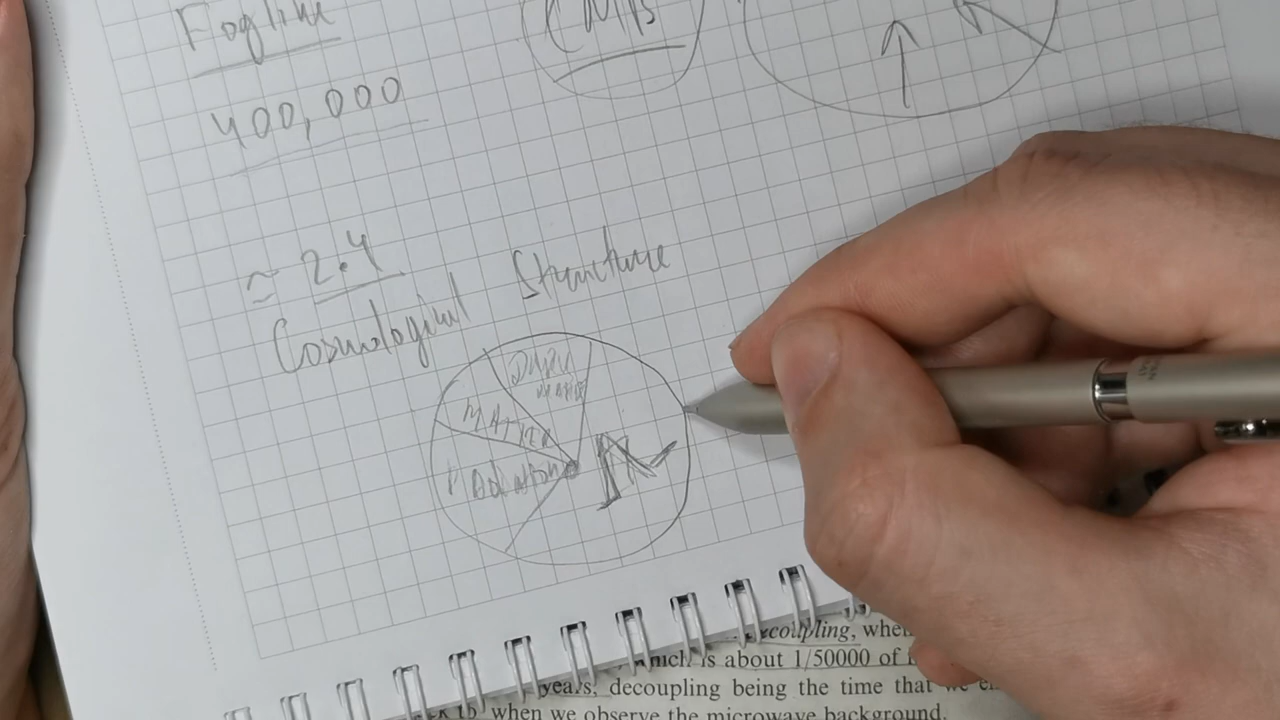 Fogline
CMB
400,000
≈ 2.4
Cosmological Structure
DARK
MATTER
MATTER
Λ
decoupling, when
which is about 1/50000 of
years, decoupling being the time that we
when we observe the microwave background.